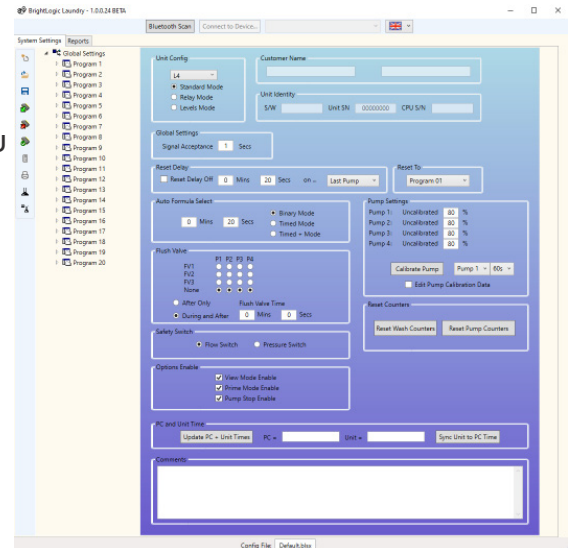 BrightLogic Laundry - 1.0.0.24 BETA
Bluetooth Scan
Connect to Device...
System Settings
Reports
Global Settings
Program 1
Program 2
Program 3
Program 4
Program 5
Program 6
Program 7
Program 8
Program 9
Program 10
Program 11
Program 12
Program 13
Program 14
Program 15
Program 16
Program 17
Program 18
Program 19
Program 20
U
Unit Config
L4
Standard Mode
Relay Mode
Levels Mode
Customer Name
Unit Identity
S/W
Unit SN 00000000
CPU S/N
Global Settings
Signal Acceptance 1 Secs
Reset Delay
Reset Delay Off 0 Mins 20 Secs on .. Last Pump
Reset To
Program 01
Auto Formula Select
0 Mins 20 Secs
Binary Mode
Timed Mode
Timed + Mode
Pump Settings
Pump 1: Uncalibrated 80 %
Pump 2: Uncalibrated 80 %
Pump 3: Uncalibrated 80 %
Pump 4: Uncalibrated 80 %
Calibrate Pump
Pump 1
60s
Edit Pump Calibration Data
Flush Valve
P1 P2 P3 P4
FV1
FV2
FV3
None
After Only
During and After
Flush Valve Time
0 Mins 0 Secs
Reset Counters
Reset Wash Counters
Reset Pump Counters
Safety Switch
Flow Switch
Pressure Switch
Options Enable
View Mode Enable
Prime Mode Enable
Pump Stop Enable
PC and Unit Time
Update PC + Unit Times
PC =
Unit =
Sync Unit to PC Time
Comments
Config File: Default.btsx